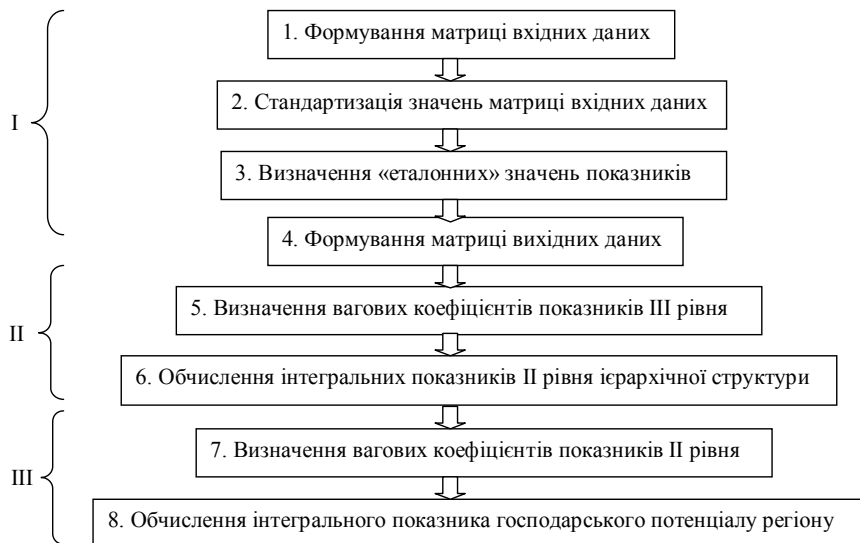 1. Формування матриці вхідних даних
2. Стандартизація значень матриці вхідних даних
I
3. Визначення «еталонних» значень показників
4. Формування матриці вихідних даних
5. Визначення вагових коефіцієнтів показників III рівня
II
6. Обчислення інтегральних показників II рівня ієрархічної структури
7. Визначення вагових коефіцієнтів показників II рівня
III
8. Обчислення інтегрального показника господарського потенціалу регіону